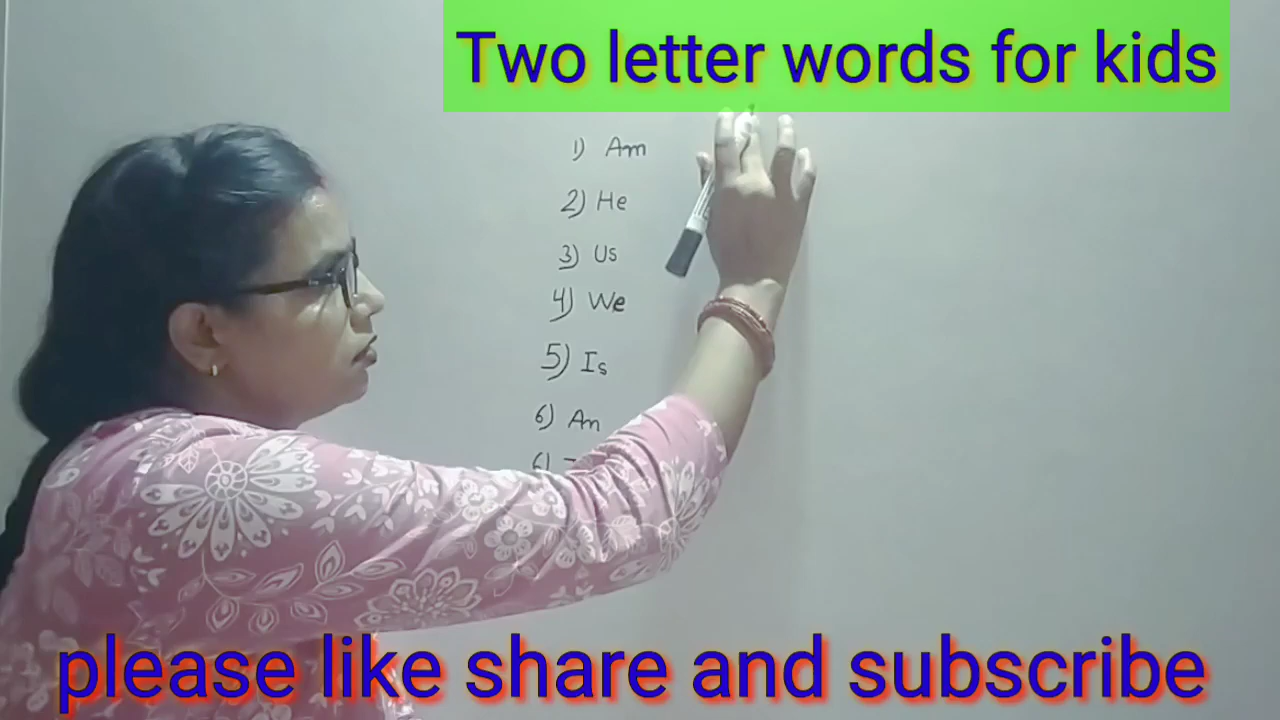 Two letter words for kids
1) Am
2) He
3) Us
4) We
5) Is
6) An
6)
please like share and subscribe